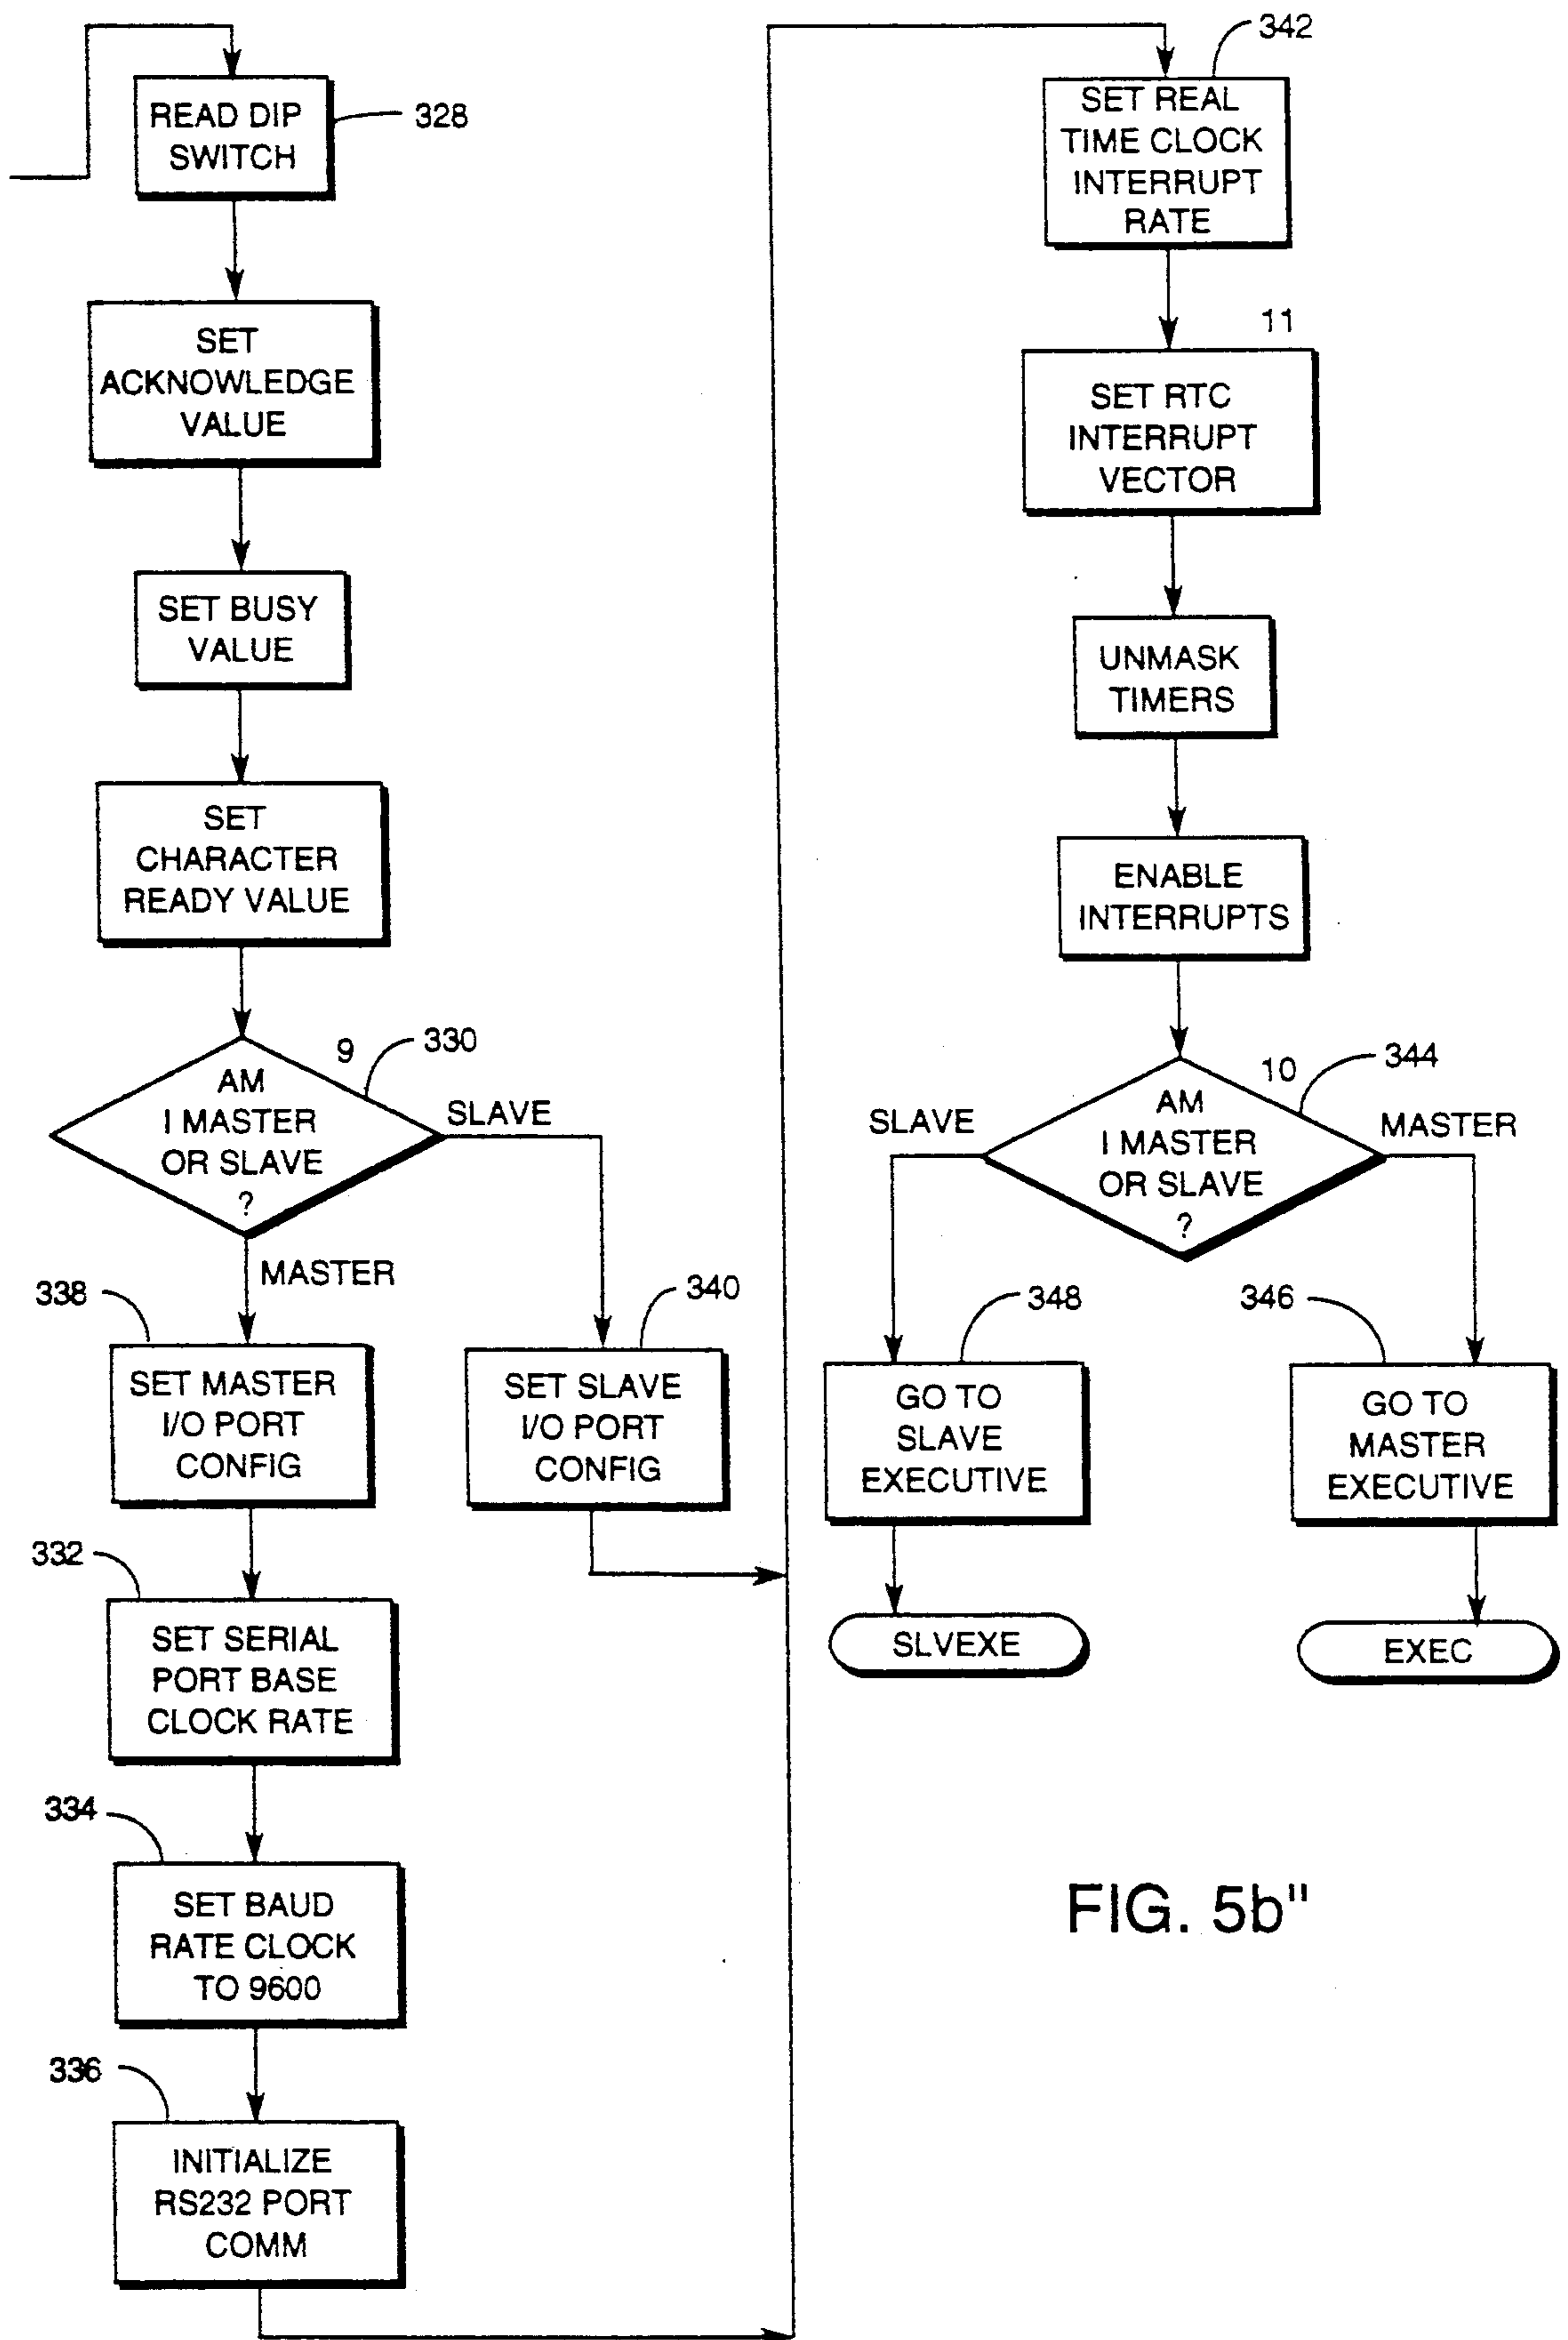 READ DIP
SWITCH
328
SET
ACKNOWLEDGE
VALUE
SET BUSY
VALUE
SET
CHARACTER
READY VALUE
9
330
AM
I MASTER
OR SLAVE
?
SLAVE
MASTER
338
SET MASTER
I/O PORT
CONFIG
340
SET SLAVE
I/O PORT
CONFIG
332
SET SERIAL
PORT BASE
CLOCK RATE
334
SET BAUD
RATE CLOCK
TO 9600
336
INITIALIZE
RS232 PORT
COMM
342
SET REAL
TIME CLOCK
INTERRUPT
RATE
11
SET RTC
INTERRUPT
VECTOR
UNMASK
TIMERS
ENABLE
INTERRUPTS
10
344
AM
I MASTER
OR SLAVE
?
SLAVE
MASTER
348
GO TO
SLAVE
EXECUTIVE
346
GO TO
MASTER
EXECUTIVE
SLVEXE
EXEC
FIG. 5b"